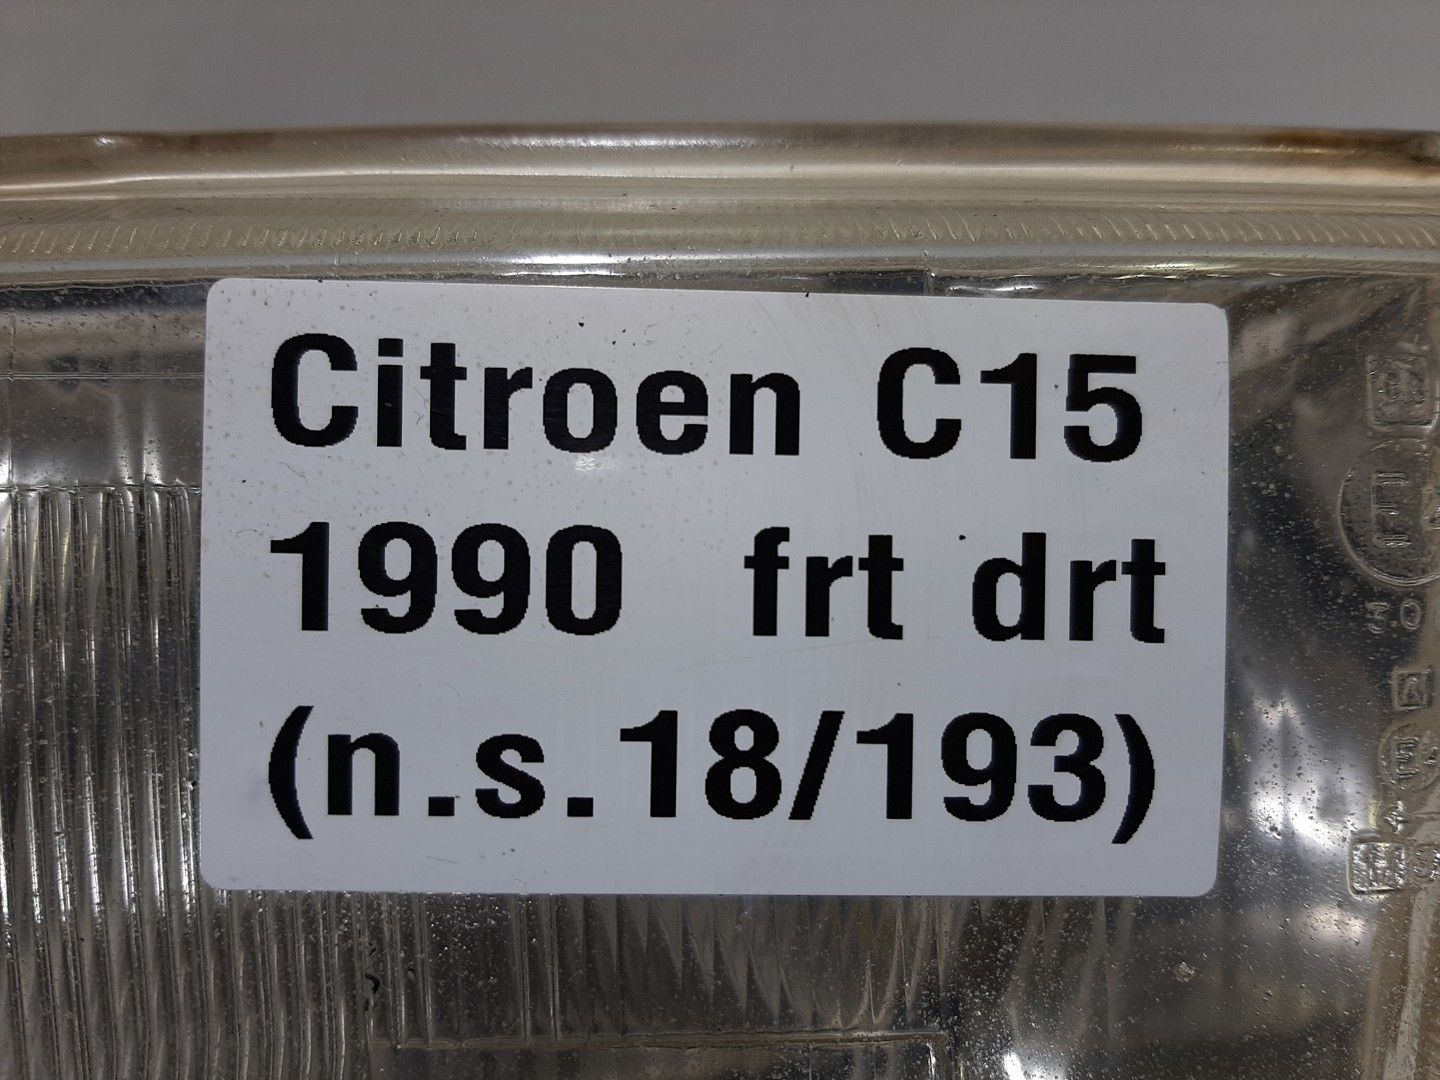 Citroen C15
1990 frt drt
(n.s.18/193)